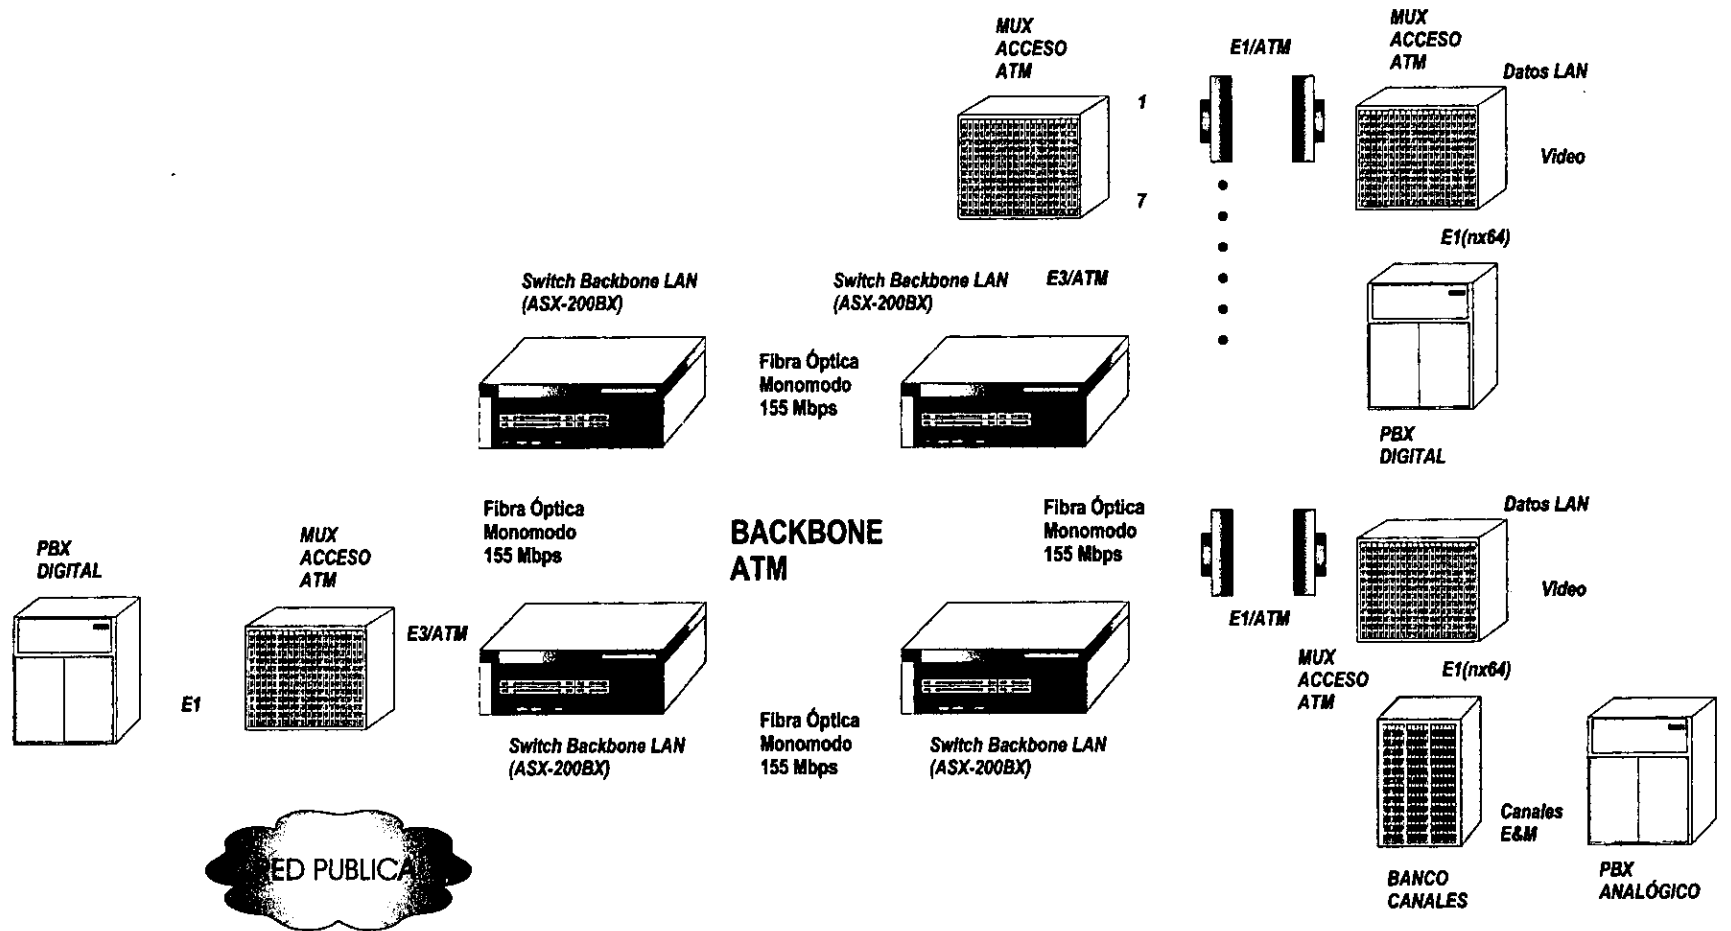 MUX
ACCESO
ATM
E1/ATM
MUX
ACCESO
ATM
Datos LAN
1
Video
7
E1(nx64)
Switch Backbone LAN
(ASX-200BX)
Switch Backbone LAN
(ASX-200BX)
E3/ATM
Fibra Óptica
Monomodo
155 Mbps
PBX
DIGITAL
Fibra Óptica
Monomodo
155 Mbps
BACKBONE
ATM
Fibra Óptica
Monomodo
155 Mbps
Datos LAN
PBX
DIGITAL
MUX
ACCESO
ATM
Video
E1/ATM
E3/ATM
MUX
ACCESO
ATM
E1(nx64)
E1
Fibra Óptica
Monomodo
155 Mbps
Switch Backbone LAN
(ASX-200BX)
Switch Backbone LAN
(ASX-200BX)
Canales
E&M
RED PUBLICA
BANCO
CANALES
PBX
ANALÓGICO